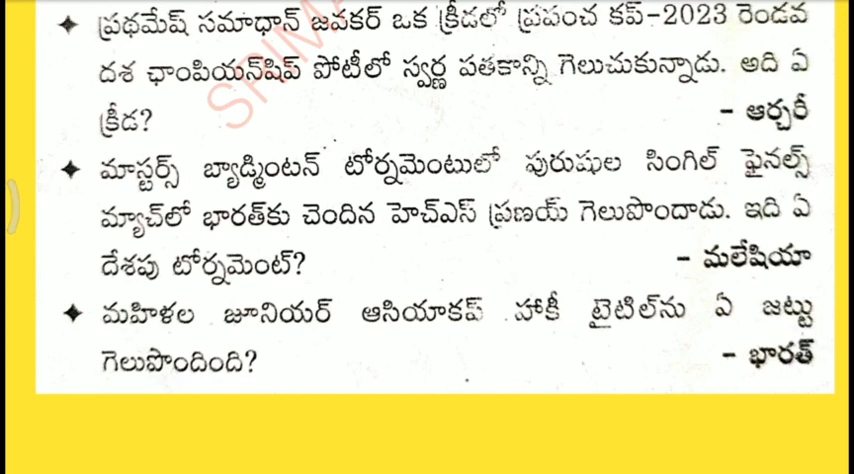 ✦ ప్రథమేష్ సమాధాన్ జవకర్ ఒక క్రీడలో ప్రపంచ కప్-2023 రెండవ
దశ ఛాంపియన్‌షిప్ పోటీలో స్వర్ణ పతకాన్ని గెలుచుకున్నాడు. అది ఏ
క్రీడ? - ఆర్చరీ
✦ మాస్టర్స్ బ్యాడ్మింటన్ టోర్నమెంటులో పురుషుల సింగిల్ ఫైనల్స్
మ్యాచ్‌లో భారత్‌కు చెందిన హెచ్ఎస్ ప్రణయ్ గెలుపొందాడు. ఇది ఏ
దేశపు టోర్నమెంట్? - మలేషియా
✦ మహిళల జూనియర్ ఆసియాకప్ హాకీ టైటిల్‌ను ఏ జట్టు
గెలుపొందింది? - భారత్